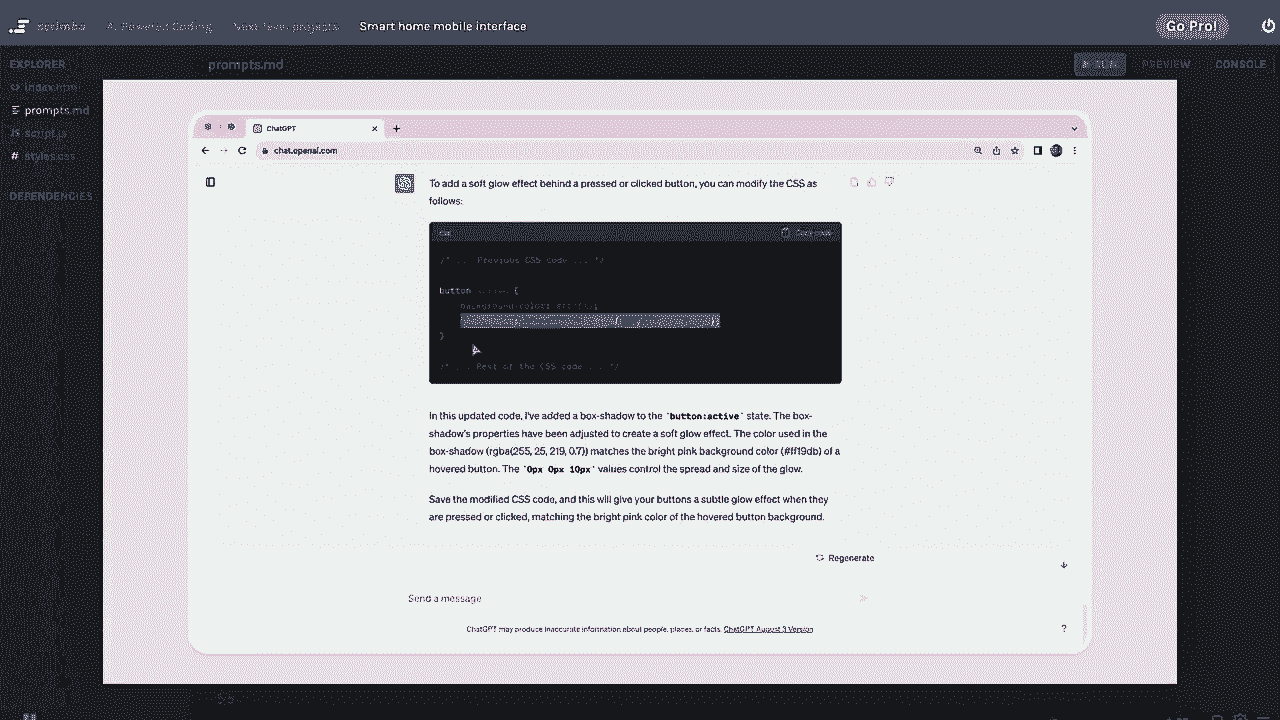 scrimba AI-Powered Coding Next-level projects Smart home mobile interface Go Pro!
EXPLORER prompts.md RUN PREVIEW CONSOLE
index.html
prompts.md
script.js
styles.css
DEPENDENCIES
ChatGPT
chat.openai.com
To add a soft glow effect behind a pressed or clicked button, you can modify the CSS as
follows:
css Copy code
/* ... Previous CSS code ... */
button:active {
}
/* ... Rest of the CSS code ... */
In this updated code, I've added a box-shadow to the `button:active` state. The box-
shadow's properties have been adjusted to create a soft glow effect. The color used in the
box-shadow (rgba(255, 25, 219, 0.7)) matches the bright pink background color (#ff19db) of a
hovered button. The `0px 0px 10px` values control the spread and size of the glow.
Save the modified CSS code, and this will give your buttons a subtle glow effect when they
are pressed or clicked, matching the bright pink color of the hovered button background.
Regenerate
Send a message
ChatGPT may produce inaccurate information about people, places, or facts. ChatGPT August 3 Version
?